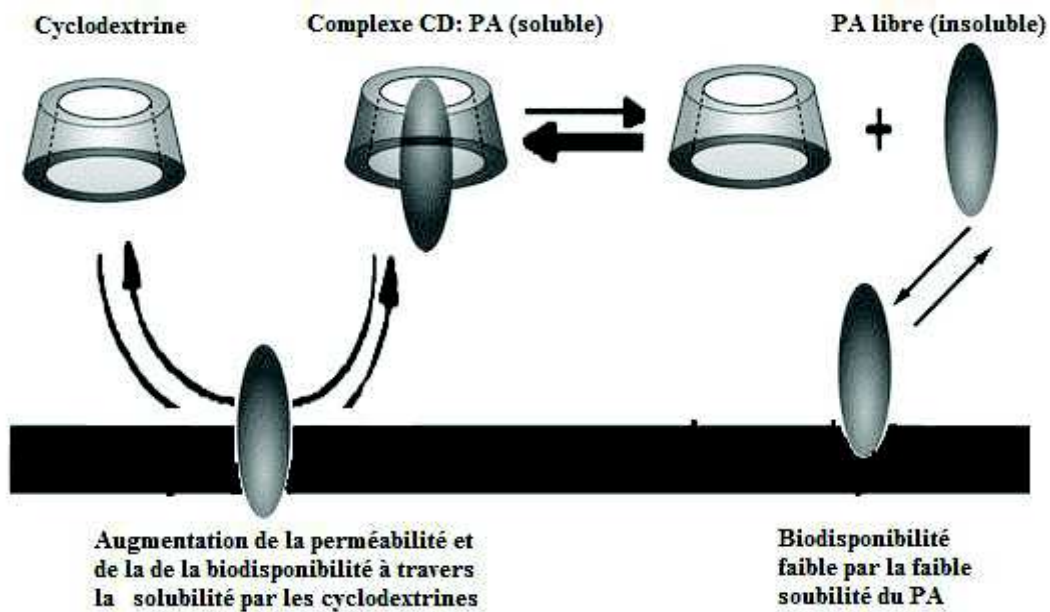 Cyclodextrine
Complexe CD: PA (soluble)
PA libre (insoluble)
+
Augmentation de la perméabilité et
de la de la biodisponibilité à travers
la solubilité par les cyclodextrines
Biodisponibilité
faible par la faible
soubilité du PA